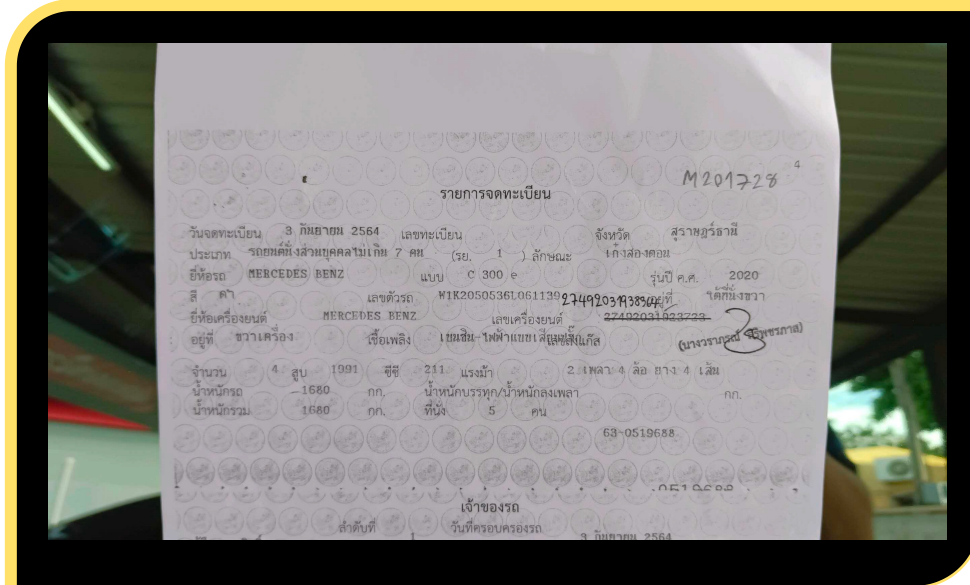 4
M201728
รายการจดทะเบียน
วันจดทะเบียน 3 กันยายน 2564 เลขทะเบียน จังหวัด สุราษฎร์ธานี
ประเภท รถยนต์นั่งส่วนบุคคลไม่เกิน 7 คน (รย. 1 ) ลักษณะ เก๋งสองตอน
ยี่ห้อรถ MERCEDES BENZ แบบ C 300 e รุ่นปี ค.ศ. 2020
สี ดำ เลขตัวรถ W1K2050536L061139 อยู่ที่ ใต้ที่นั่งขวา
ยี่ห้อเครื่องยนต์ MERCEDES BENZ เลขเครื่องยนต์ 27492031923723
อยู่ที่ ขวาเครื่อง เชื้อเพลิง เบนซิน-ไฟฟ้าแบบเสียบปลั๊ก
จำนวน 4 สูบ 1991 ซีซี 211 แรงม้า 2 เพลา 4 ล้อ ยาง 4 เส้น
น้ำหนักรถ 1680 กก. น้ำหนักบรรทุก/น้ำหนักลงเพลา กก.
น้ำหนักรวม 1680 กก. ที่นั่ง 5 คน
63-0519688
0519688
เจ้าของรถ
ลำดับที่ วันที่ครอบครองรถ 3 กันยายน 2564